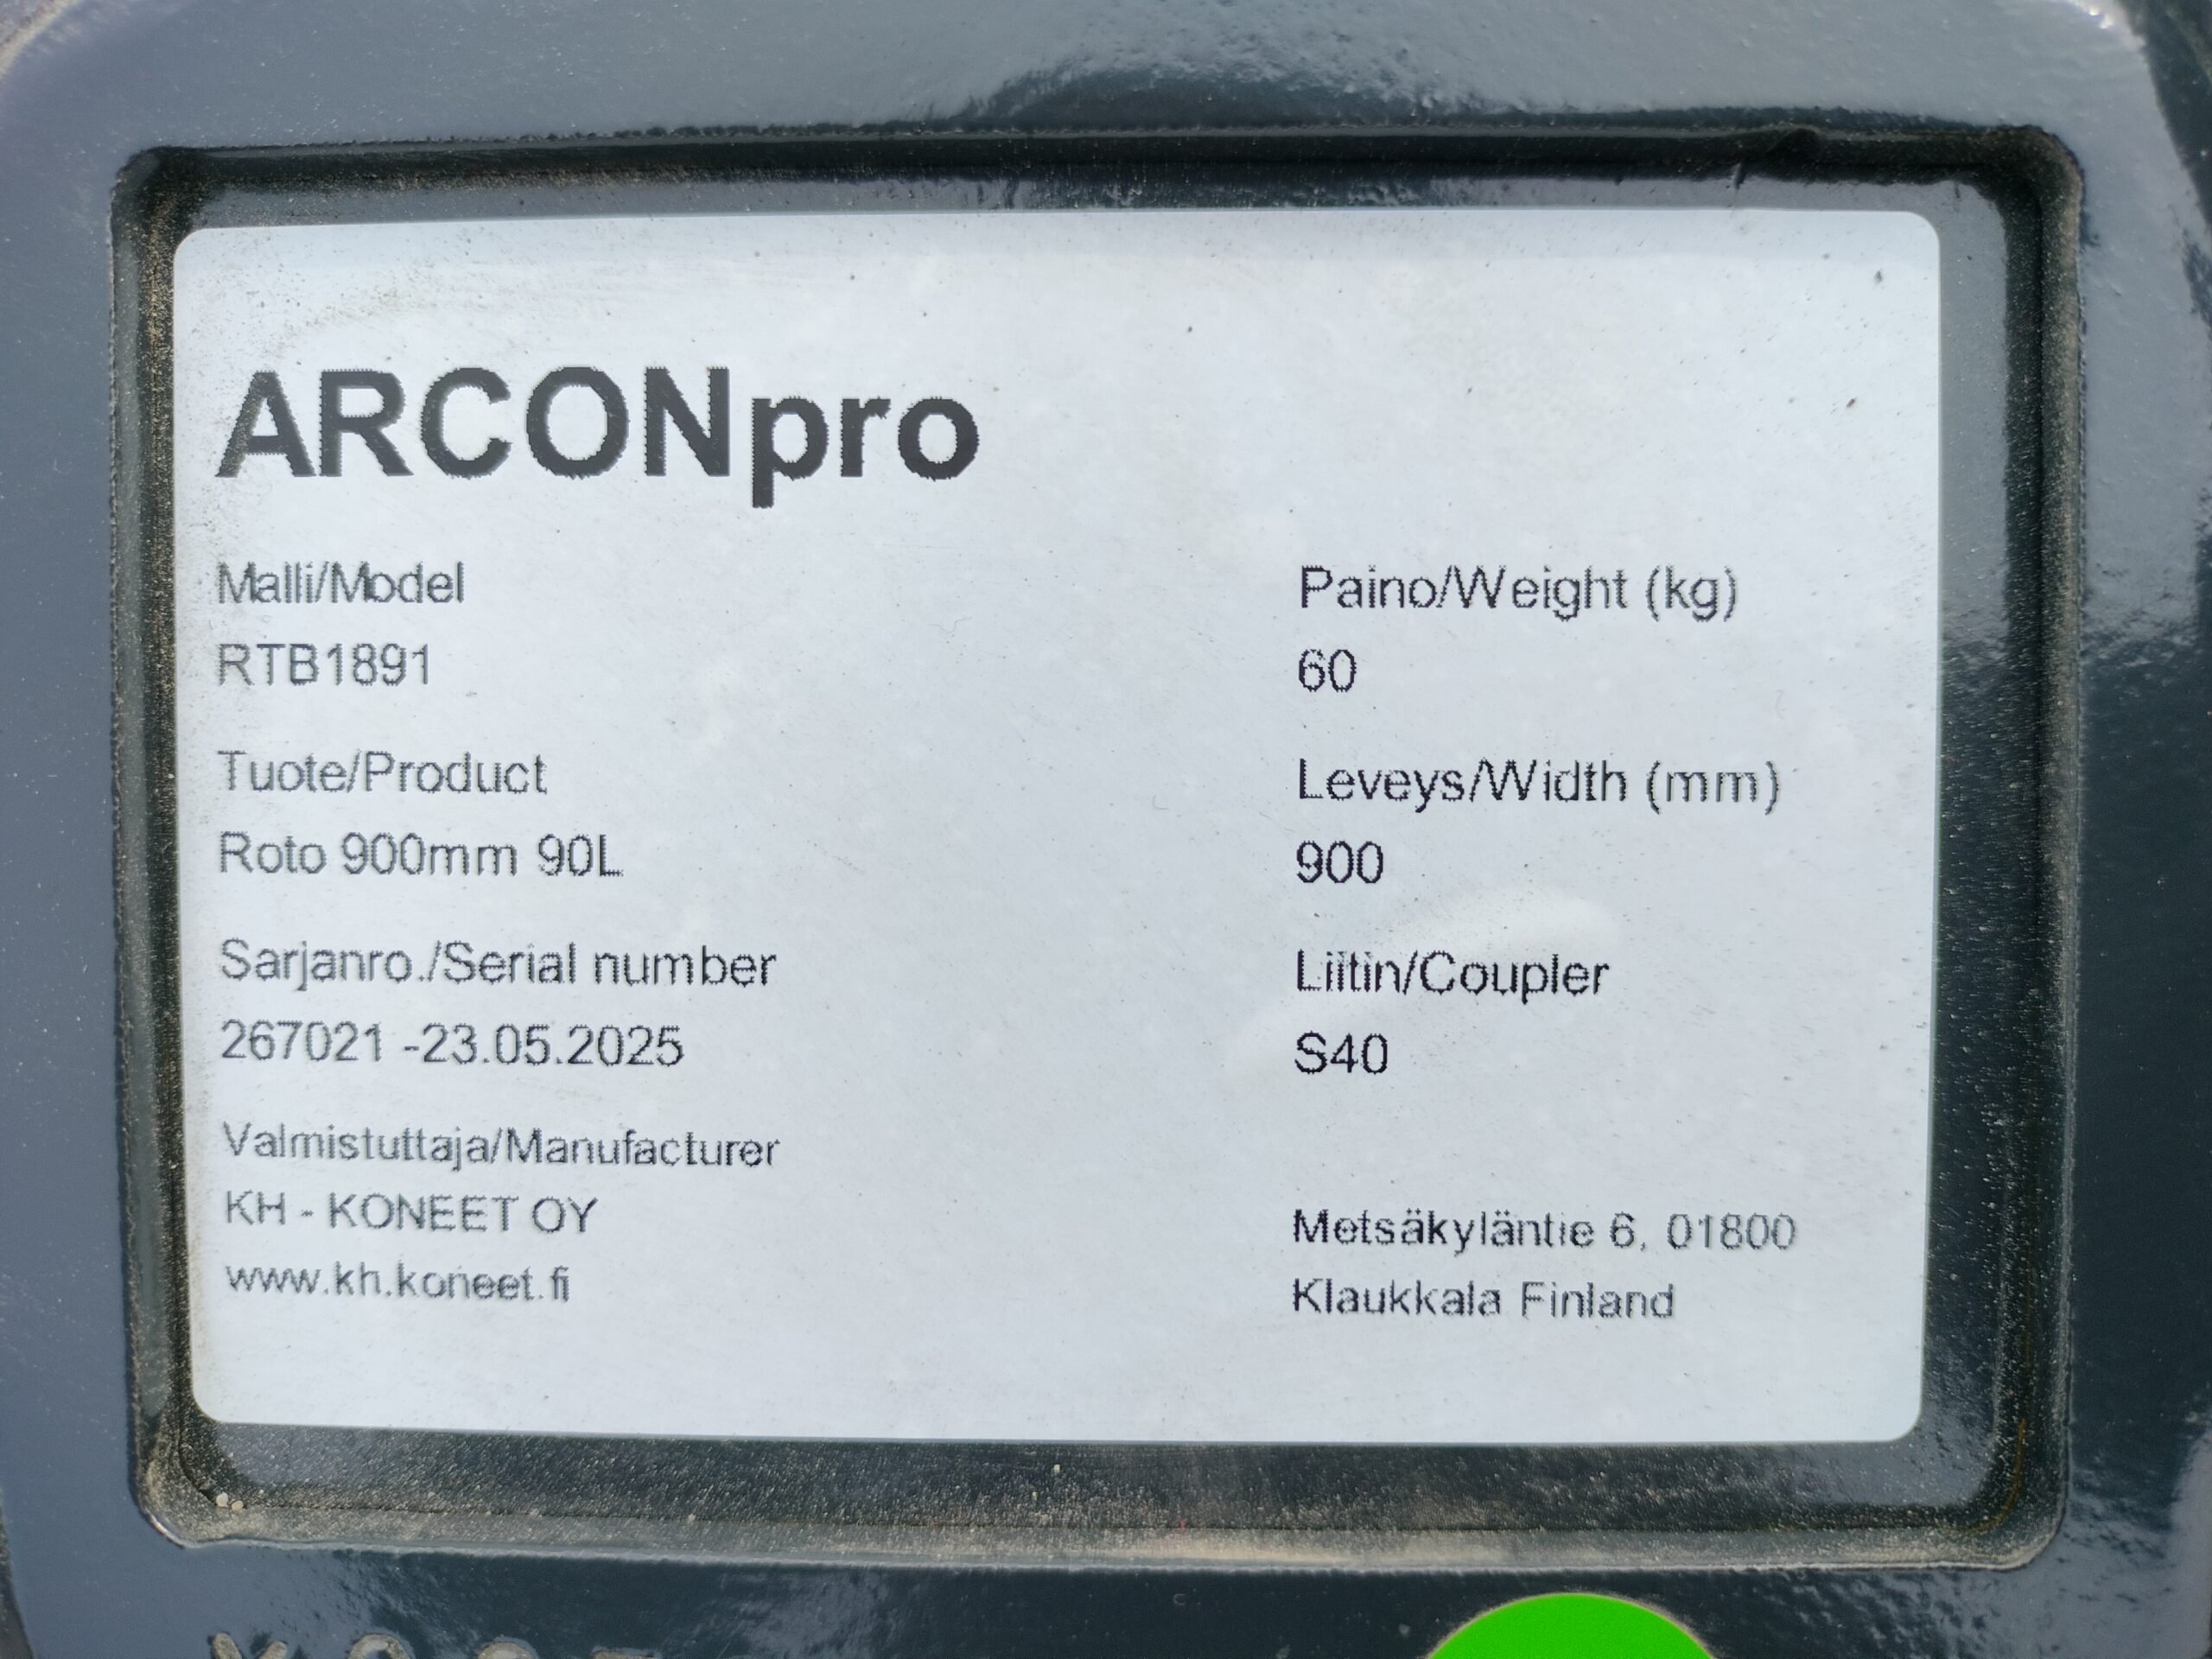 ARCONpro
Malli/Model
RTB1891
Tuote/Product
Roto 900mm 90L
Sarjanro./Serial number
267021 -23.05.2025
Valmistuttaja/Manufacturer
KH - KONEET OY
www.kh.koneet.fi
Paino/Weight (kg)
60
Leveys/Width (mm)
900
Liitin/Coupler
S40
Metsäkyläntie 6, 01800
Klaukkala Finland